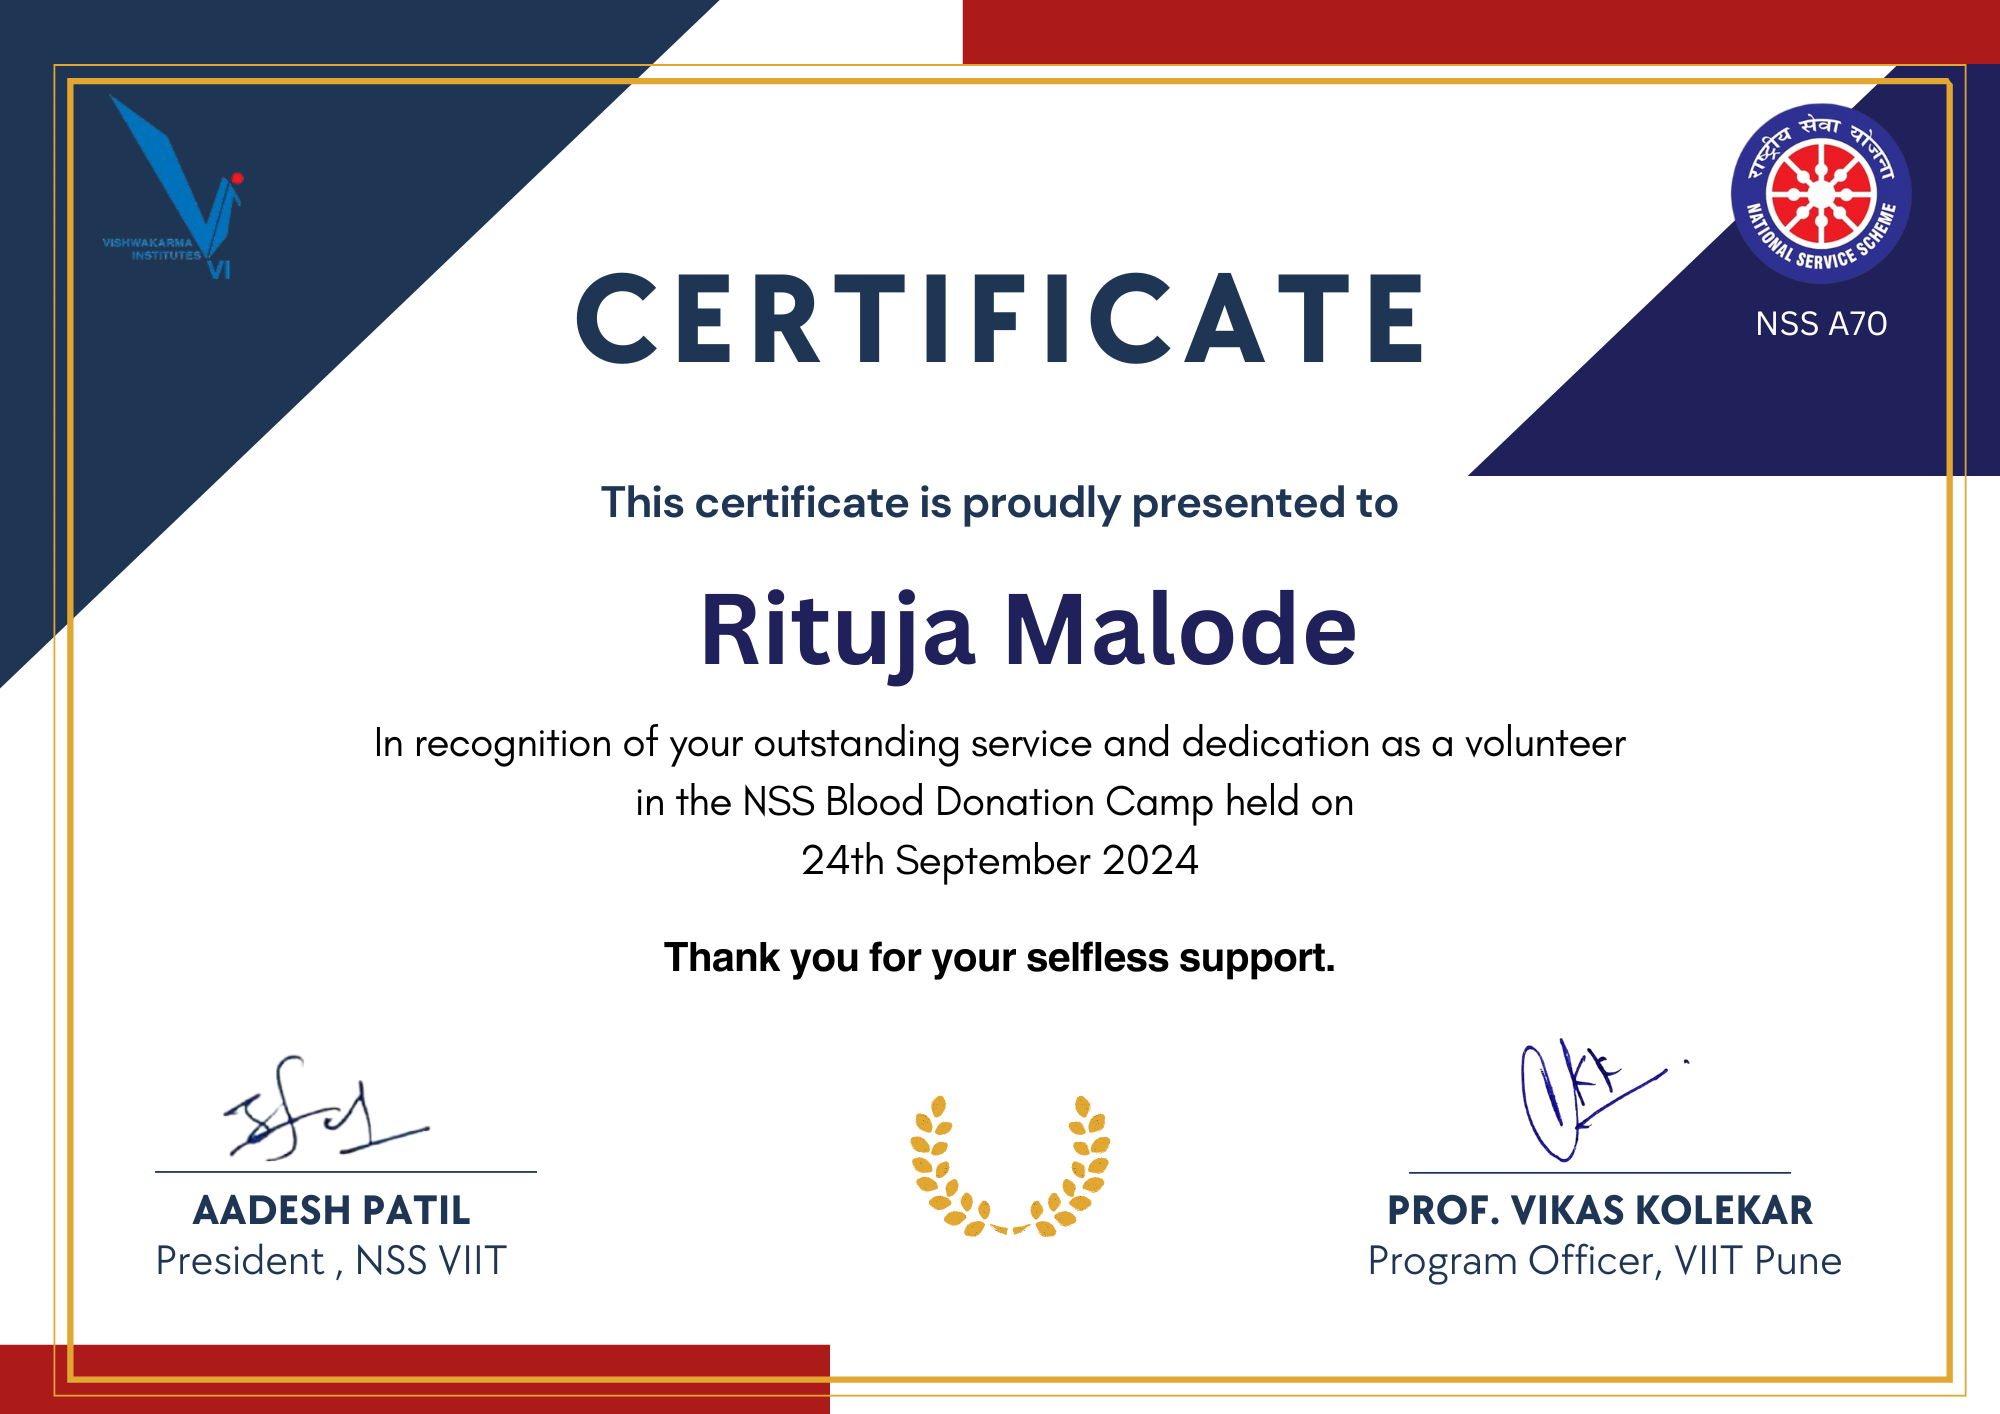 VISHWAKARMA
INSTITUTES
VI
राष्ट्रीय सेवा योजना
NATIONAL SERVICE SCHEME
NSS A70
CERTIFICATE
This certificate is proudly presented to
Rituja Malode
In recognition of your outstanding service and dedication as a volunteer
in the NSS Blood Donation Camp held on
24th September 2024
Thank you for your selfless support.
AADESH PATIL
President , NSS VIIT
PROF. VIKAS KOLEKAR
Program Officer, VIIT Pune